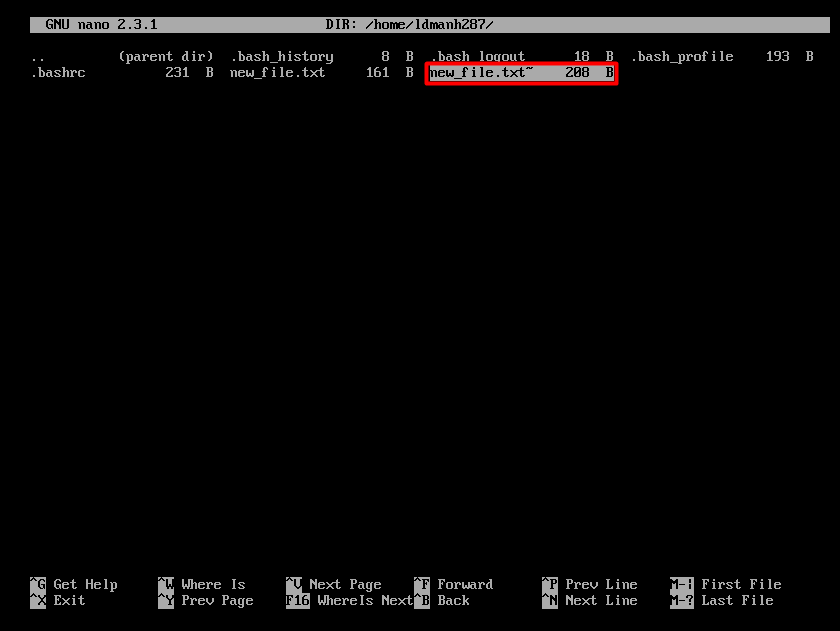 GNU nano 2.3.1 DIR: /home/ldmanh287/
.. (parent dir) .bash_history 8 B .bash_logout 18 B .bash_profile 193 B
.bashrc 231 B new_file.txt 161 B new_file.txt~ 208 B
^G Get Help ^W Where Is ^V Next Page ^F Forward ^P Prev Line M-¦ First File
^X Exit ^Y Prev Page F16 WhereIs Next ^B Back ^N Next Line M-? Last File